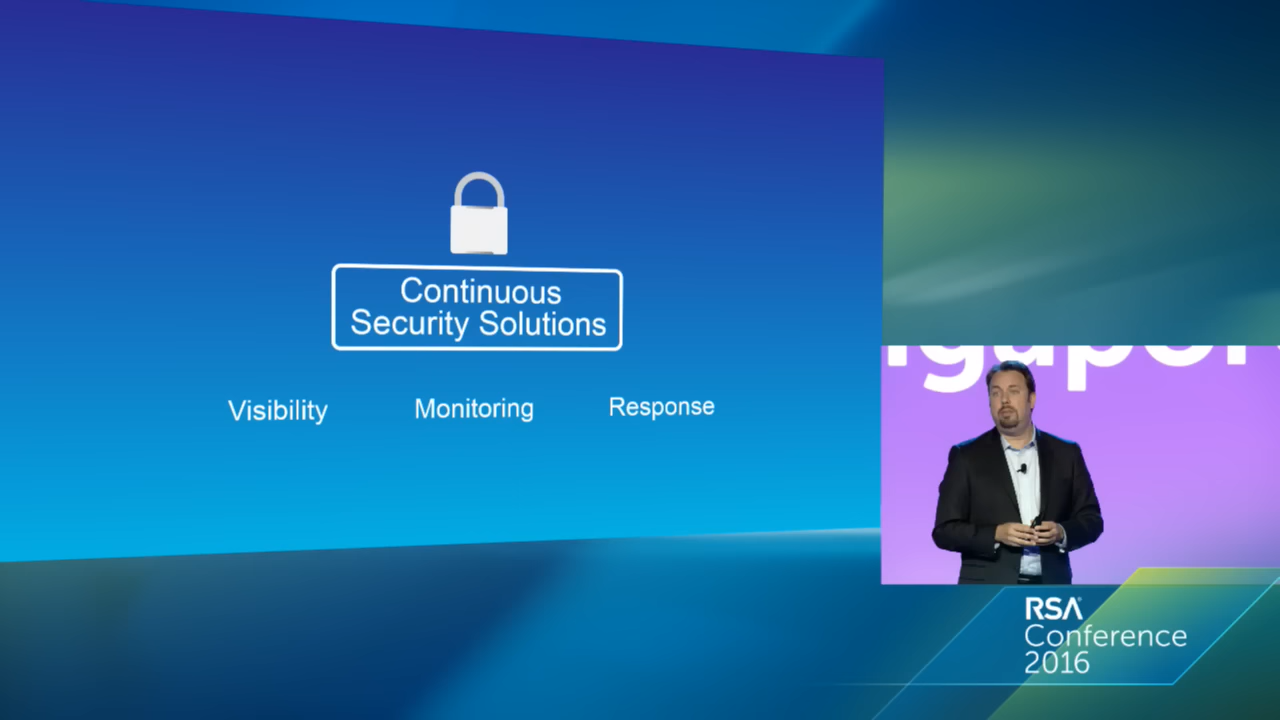 Continuous
Security Solutions
Visibility Monitoring Response
RSA
Conference
2016